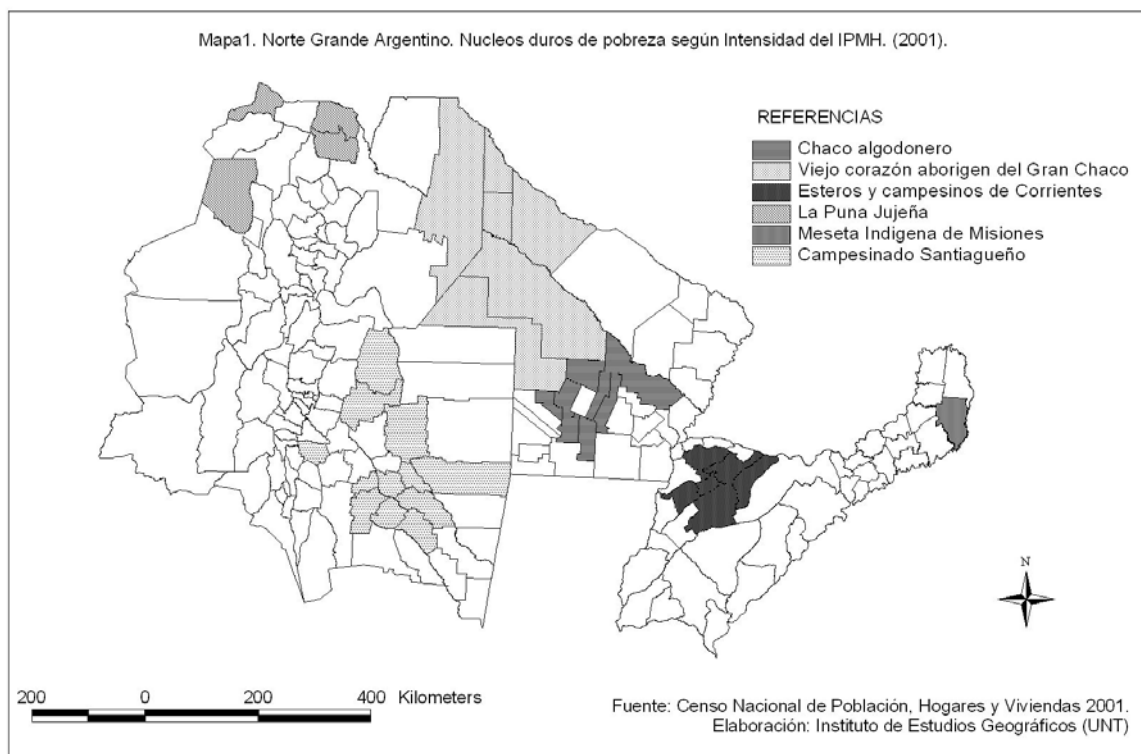 Mapa1. Norte Grande Argentino. Nucleos duros de pobreza según Intensidad del IPMH. (2001).
REFERENCIAS
Chaco algodonero
Viejo corazón aborigen del Gran Chaco
Esteros y campesinos de Corrientes
La Puna Jujeña
Meseta Indigena de Misiones
Campesinado Santiagueño
N
200 0 200 400 Kilometers
Fuente: Censo Nacional de Población, Hogares y Viviendas 2001.
Elaboración: Instituto de Estudios Geográficos (UNT)